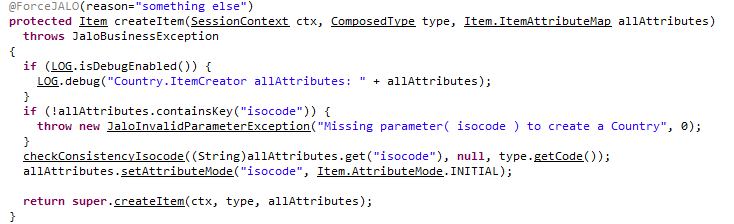 @ForceJALO(reason="something else")
protected Item createItem(SessionContext ctx, ComposedType type, Item.ItemAttributeMap allAttributes)
throws JaloBusinessException
{
if (LOG.isDebugEnabled()) {
LOG.debug("Country.ItemCreator allAttributes: " + allAttributes);
}
if (!allAttributes.containsKey("isocode")) {
throw new JaloInvalidParameterException("Missing parameter( isocode ) to create a Country", 0);
}
checkConsistencyIsocode((String)allAttributes.get("isocode"), null, type.getCode());
allAttributes.setAttributeMode("isocode", Item.AttributeMode.INITIAL);
return super.createItem(ctx, type, allAttributes);
}